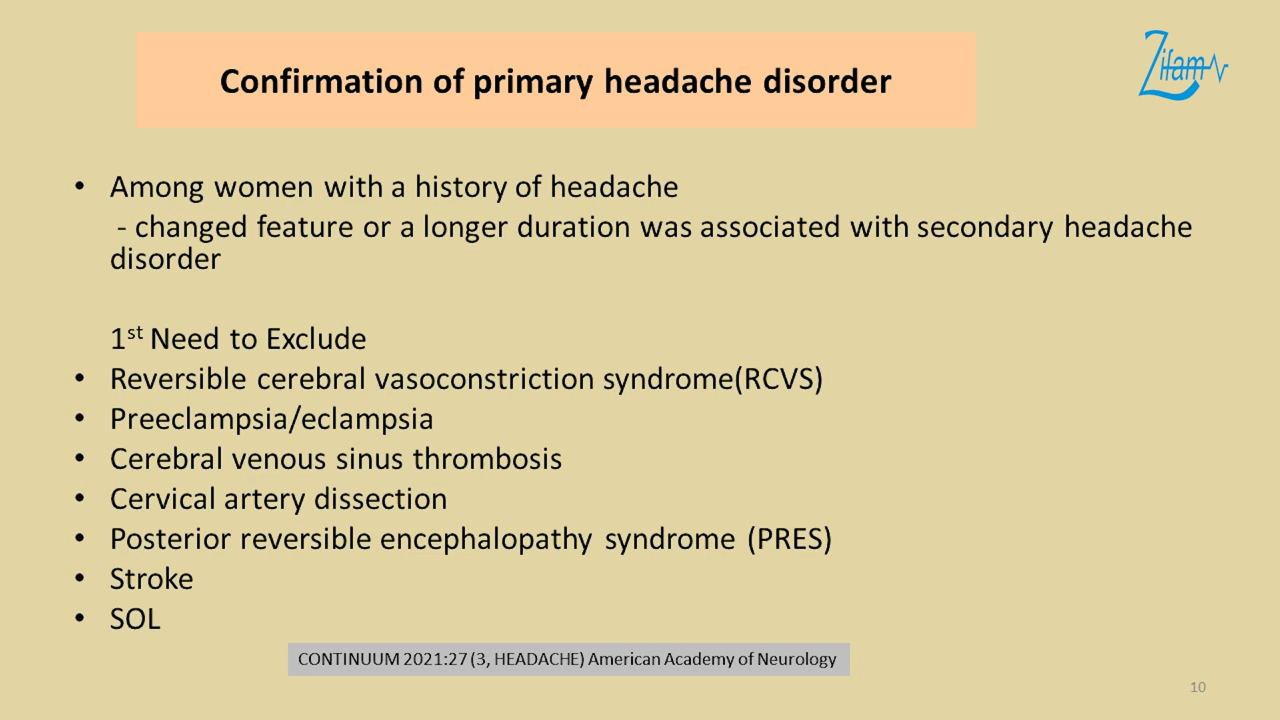 Confirmation of primary headache disorder
Zifam
• Among women with a history of headache
- changed feature or a longer duration was associated with secondary headache
disorder
1st Need to Exclude
• Reversible cerebral vasoconstriction syndrome(RCVS)
• Preeclampsia/eclampsia
• Cerebral venous sinus thrombosis
• Cervical artery dissection
• Posterior reversible encephalopathy syndrome (PRES)
• Stroke
• SOL
CONTINUUM 2021:27 (3, HEADACHE) American Academy of Neurology
10